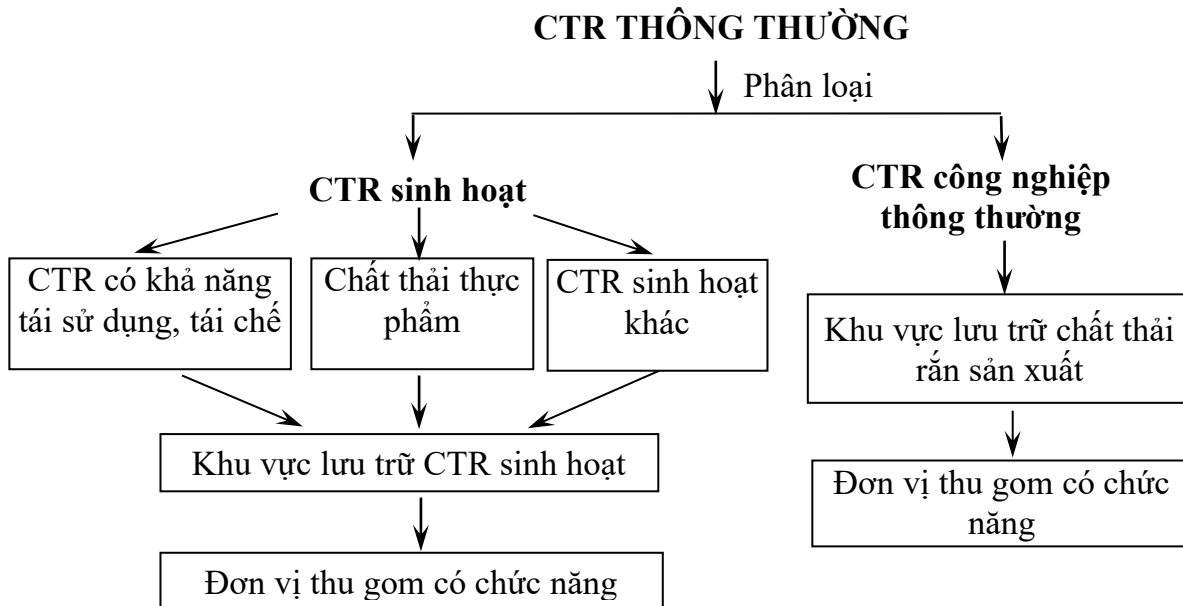 CTR THÔNG THƯỜNG
Phân loại
CTR sinh hoạt
CTR công nghiệp
thông thường
CTR có khả năng
tái sử dụng, tái chế
Chất thải thực
phẩm
CTR sinh hoạt
khác
Khu vực lưu trữ chất thải
rắn sản xuất
Khu vực lưu trữ CTR sinh hoạt
Đơn vị thu gom có chức
năng
Đơn vị thu gom có chức năng